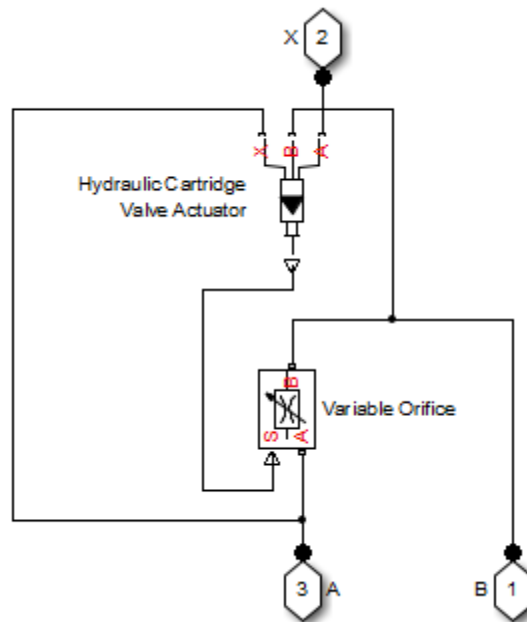 X 2
X B A
Hydraulic Cartridge
Valve Actuator
B
Variable Orifice
S A
3 A
B 1